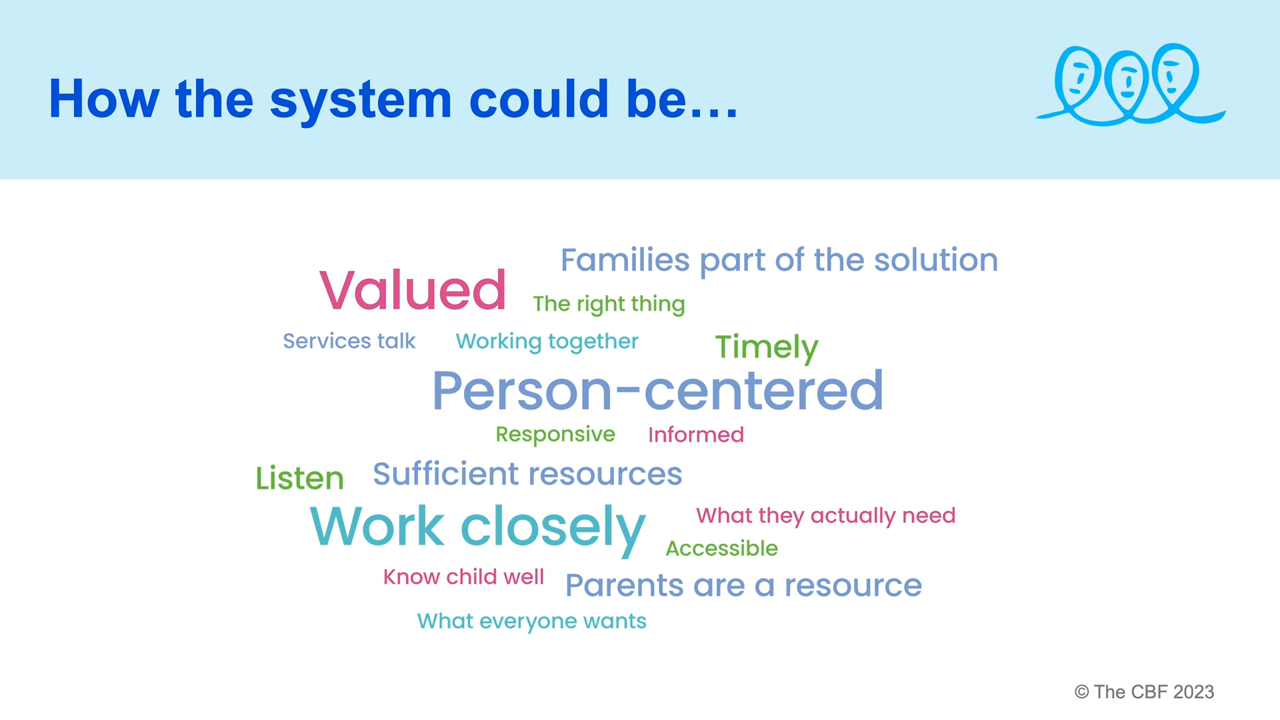 How the system could be…
Families part of the solution
Valued
The right thing
Services talk
Working together
Timely
Person-centered
Responsive
Informed
Listen
Sufficient resources
Work closely
What they actually need
Accessible
Know child well
Parents are a resource
What everyone wants
© The CBF 2023